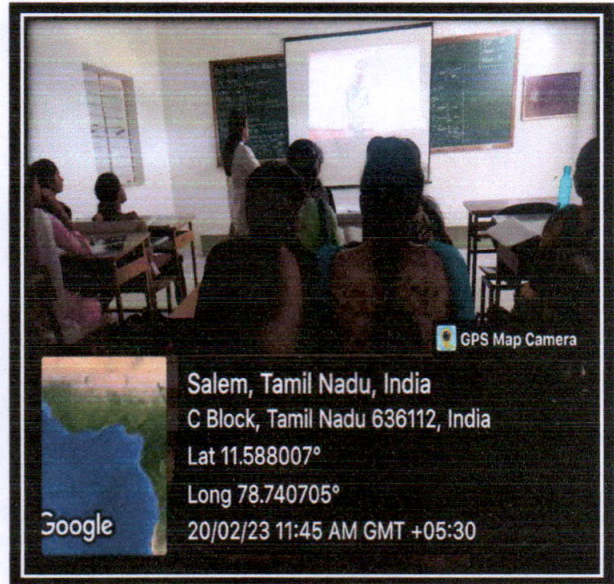 GPS Map Camera
Salem, Tamil Nadu, India
C Block, Tamil Nadu 636112, India
Lat 11.588007°
Long 78.740705°
20/02/23 11:45 AM GMT +05:30
Google